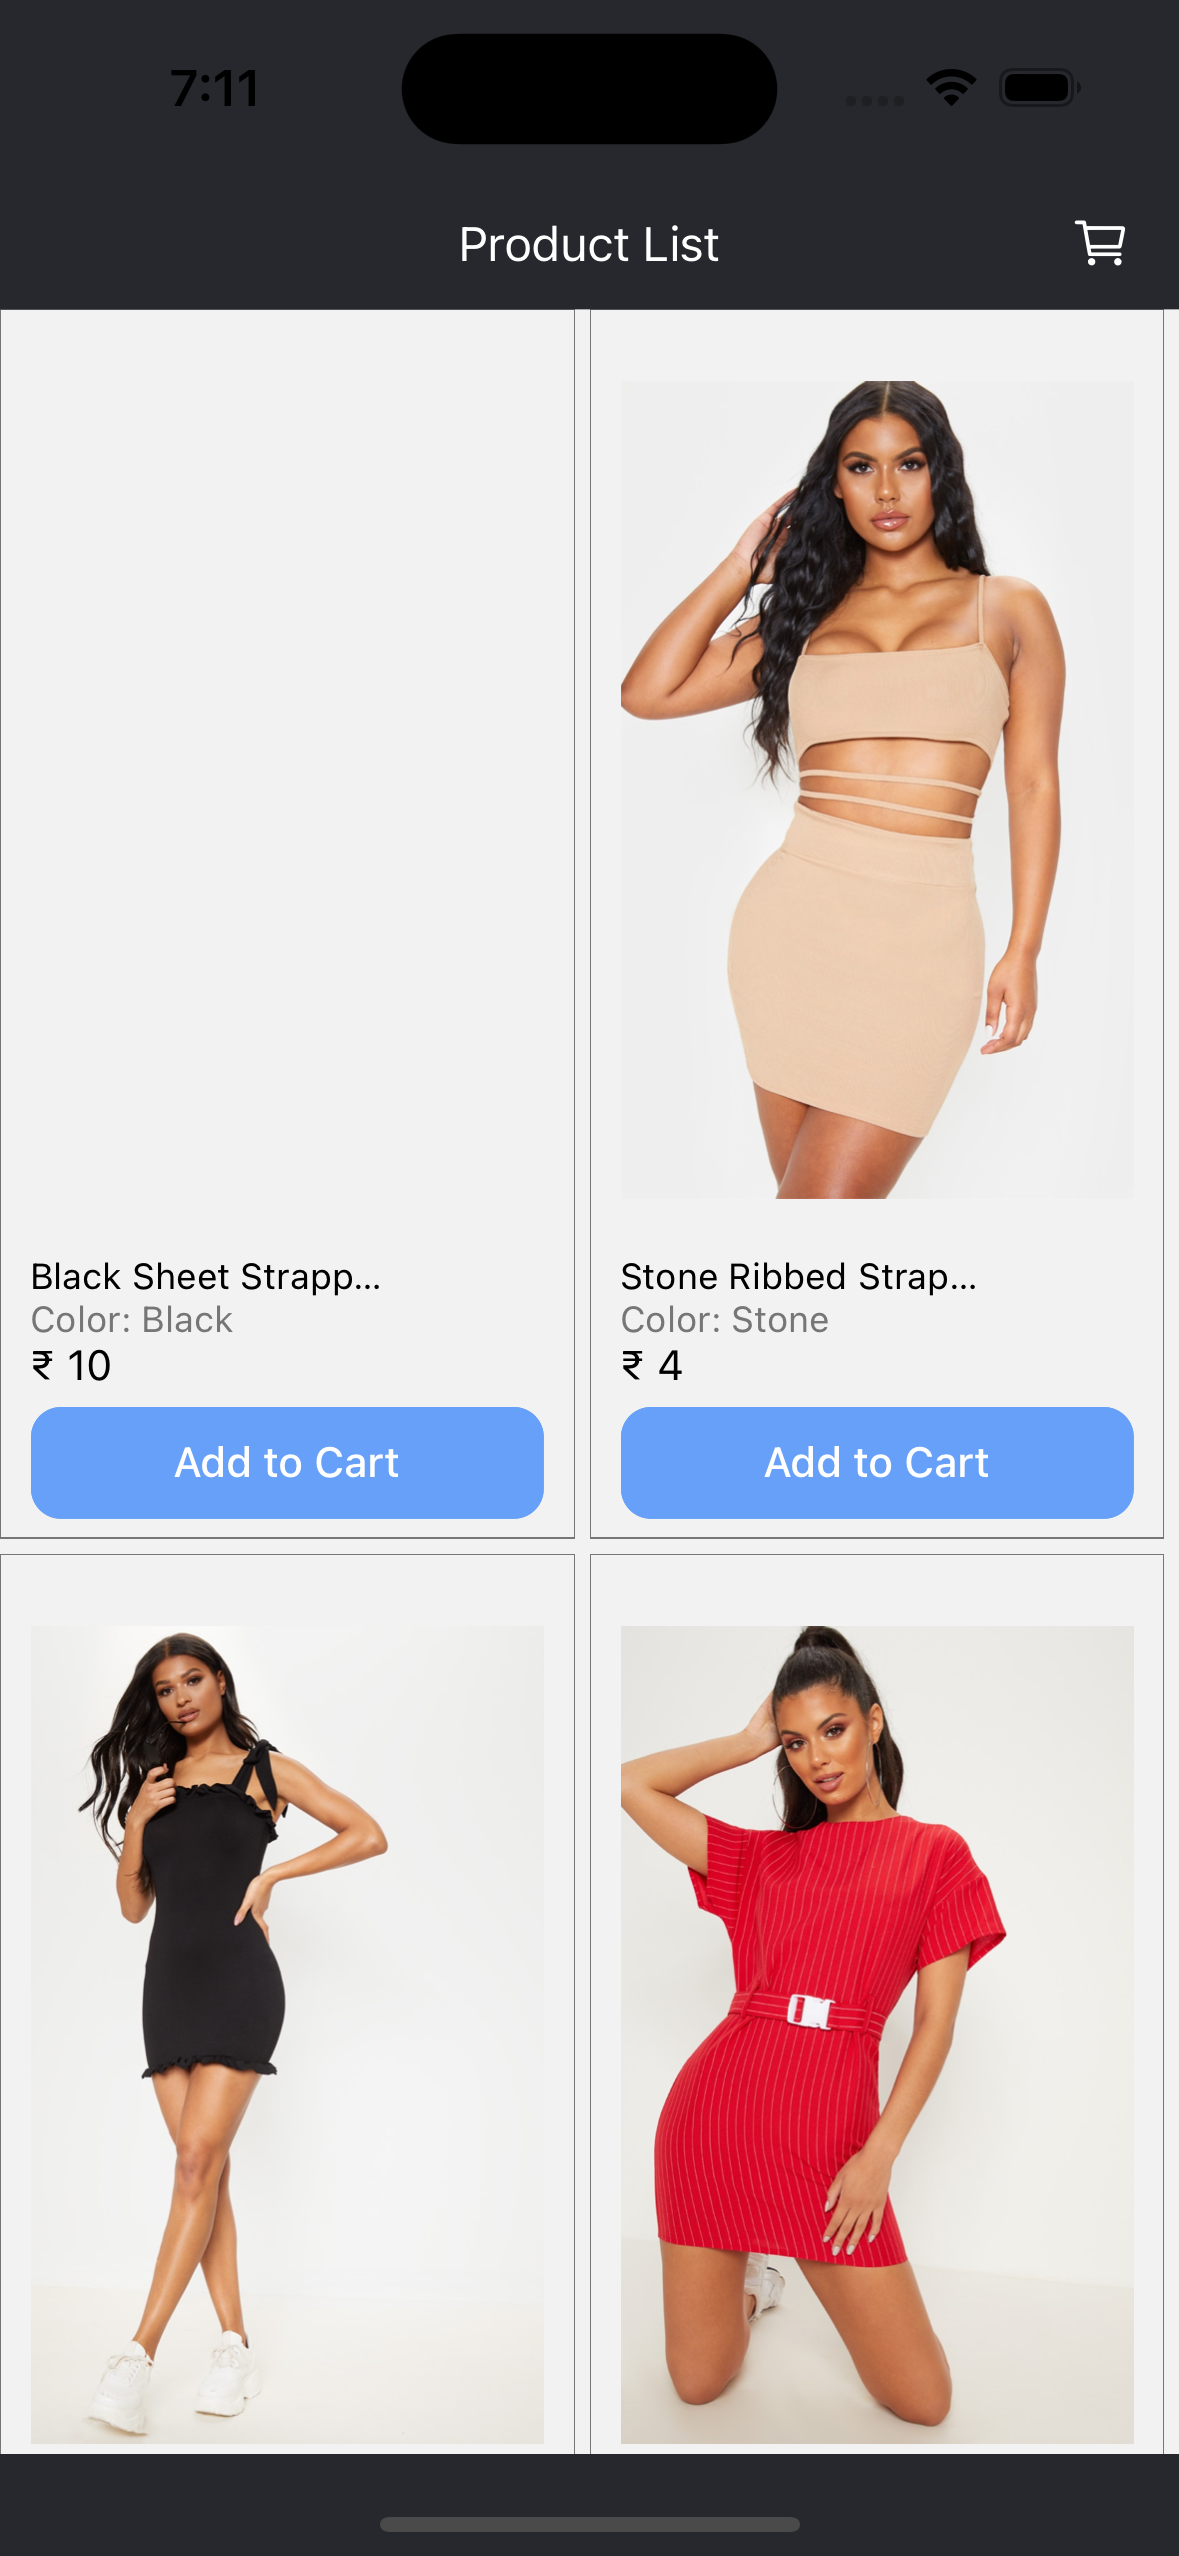 7:11
Product List
Black Sheet Strapp...
Color: Black
₹ 10
Add to Cart
Stone Ribbed Strap...
Color: Stone
₹ 4
Add to Cart